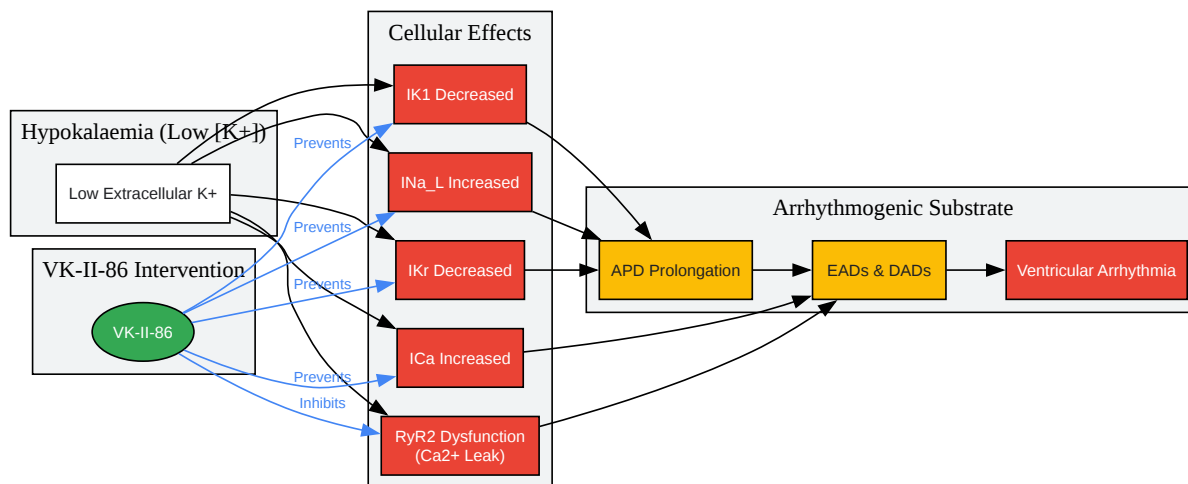 Cellular Effects
IK1 Decreased
Hypokalaemia (Low [K+])
Prevents
Low Extracellular K+
INa_L Increased
Arrhythmogenic Substrate
Prevents
VK-II-86 Intervention
IKr Decreased
APD Prolongation
EADs & DADs
Ventricular Arrhythmia
Prevents
VK-II-86
ICa Increased
Prevents
Inhibits
RyR2 Dysfunction
(Ca2+ Leak)